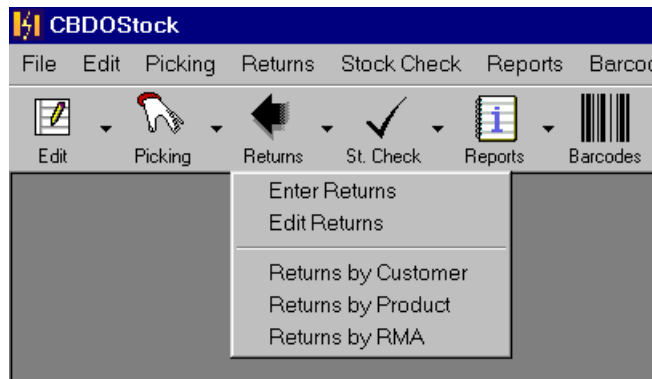 CBDOStock
File Edit Picking Returns Stock Check Reports
Edit Picking Returns St. Check Reports Barcodes
Enter Returns
Edit Returns
Returns by Customer
Returns by Product
Returns by RMA